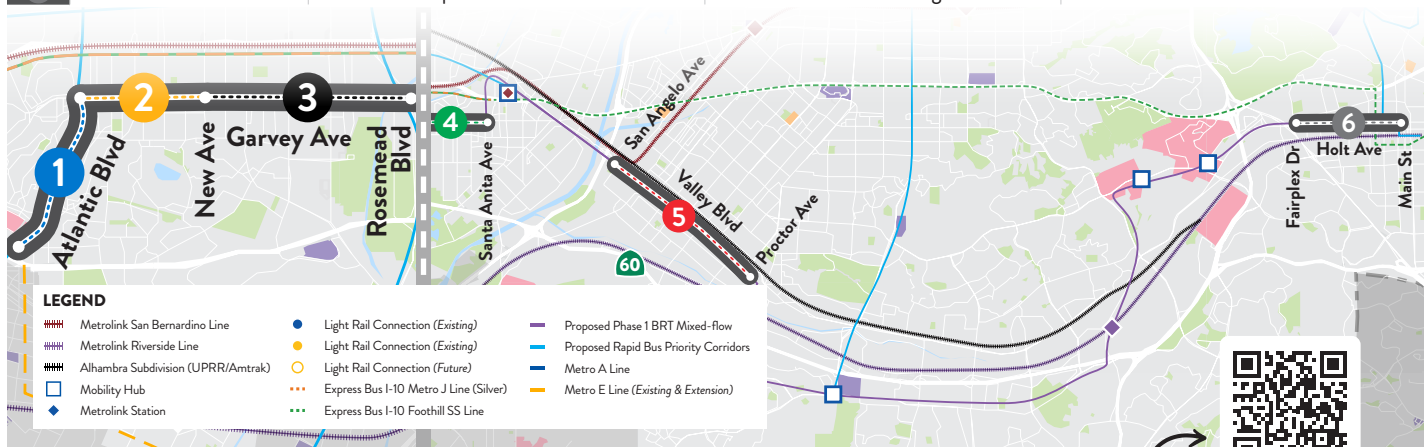 2
3
1
4
5
6
60
Atlantic Blvd
New Ave
Garvey Ave
Rosemead
Blvd
Santa Anita Ave
San Angelo Ave
Valley Blvd
Proctor Ave
Fairplex Dr
Holt Ave
Main St
LEGEND
Metrolink San Bernardino Line
Metrolink Riverside Line
Alhambra Subdivision (UPRR/Amtrak)
Mobility Hub
Metrolink Station
Light Rail Connection (Existing)
Light Rail Connection (Existing)
Light Rail Connection (Future)
Express Bus I-10 Metro J Line (Silver)
Express Bus I-10 Foothill SS Line
Proposed Phase 1 BRT Mixed-flow
Proposed Rapid Bus Priority Corridors
Metro A Line
Metro E Line (Existing & Extension)